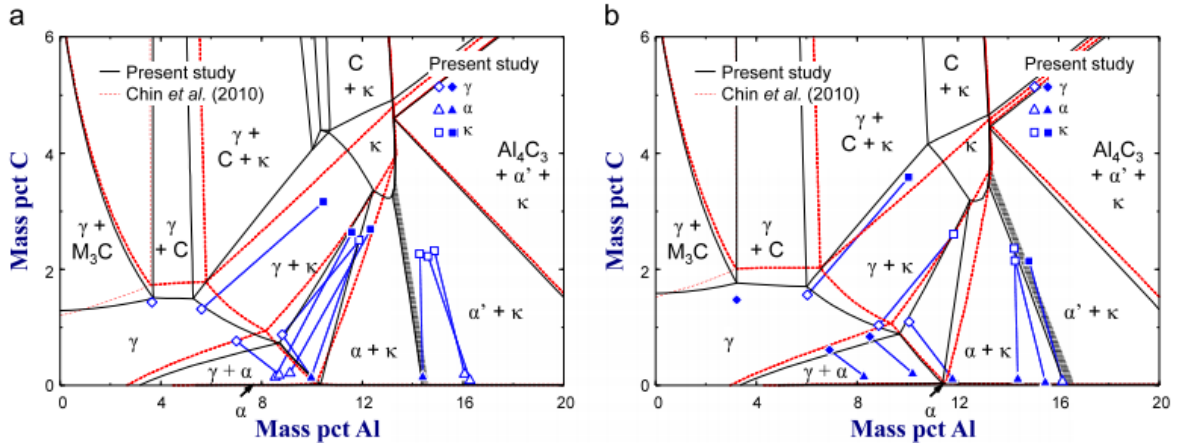 a
6
4
2
0
0
4
8
12
16
20
Mass pct C
Mass pct Al
Present study
Chin et al. (2010)
Present study
γ
α
κ
C
+ κ
γ +
C + κ
κ
Al4C3
+ α' +
κ
γ +
M3C
γ
+ C
γ + κ
γ
γ + α
α
α + κ
α' + κ
b
6
4
2
0
0
4
8
12
16
20
Mass pct C
Mass pct Al
Present study
Chin et al. (2010)
Present study
γ
α
κ
C
+ κ
γ +
C + κ
κ
Al4C3
+ α' +
κ
γ +
M3C
γ
+ C
γ + κ
γ
γ + α
α
α + κ
α' + κ